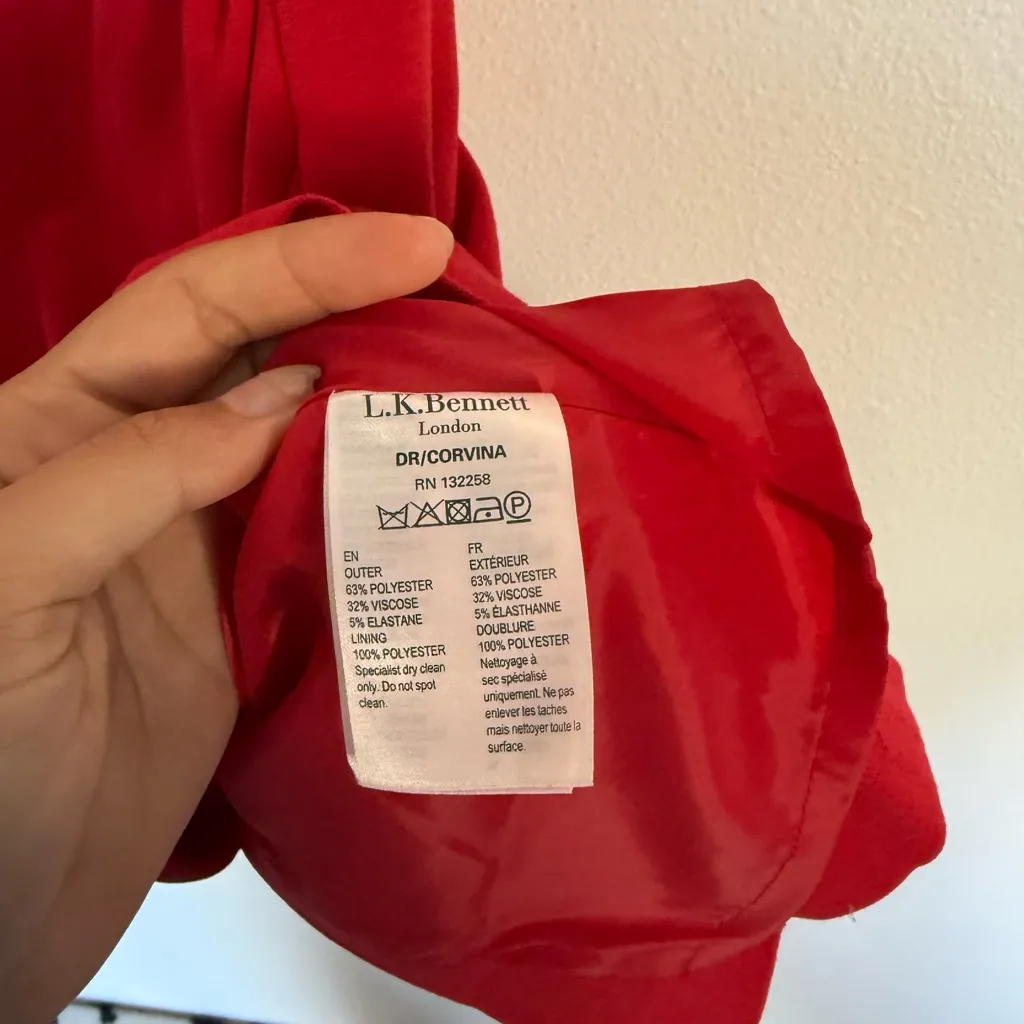 L.K.Bennett
London
DR/CORVINA
RN 132258
P
EN
OUTER
63% POLYESTER
32% VISCOSE
5% ELASTANE
LINING
100% POLYESTER
Specialist dry clean
only. Do not spot
clean.
FR
EXTÉRIEUR
63% POLYESTER
32% VISCOSE
5% ÉLASTHANNE
DOUBLURE
100% POLYESTER
Nettoyage à
sec spécialisé
uniquement. Ne pas
enlever les taches
mais nettoyer toute la
surface.